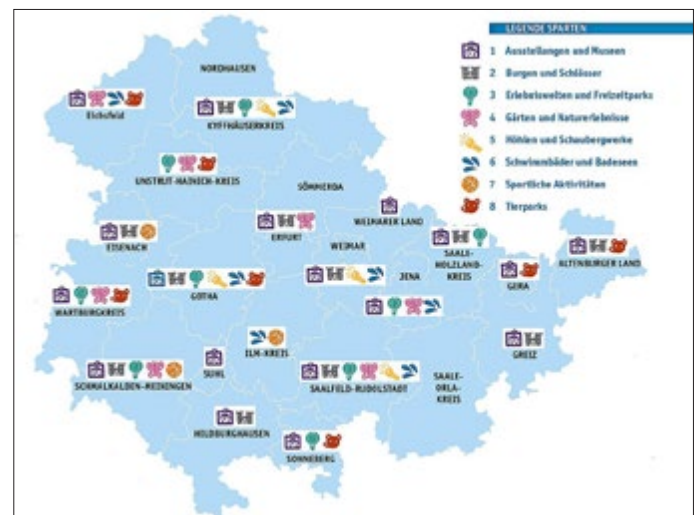 LEGENDE SPARTEN
1 Ausstellungen und Museen
2 Burgen und Schlösser
3 Erlebniswelten und Freizeitparks
4 Gärten und Naturerlebnisse
5 Höhlen und Schaubergwerke
6 Schwimmbäder und Badeseen
7 Sportliche Aktivitäten
8 Tierparks
NORDHAUSEN
Eichsfeld
KYFFHÄUSERKREIS
UNSTRUT-HAINICH-KREIS
SÖMMERDA
WEIMARER LAND
EISENACH
ERFURT
WEIMAR
SAALE-
HOLZLAND-
KREIS
ALTENBURGER LAND
JENA
GERA
GOTHA
WARTBURGKREIS
ILM-KREIS
GREIZ
SUHL
SCHMALKALDEN-MEININGEN
SAALFELD-RUDOLSTADT
SAALE-
ORLA-
KREIS
HILDBURGHAUSEN
SONNEBERG